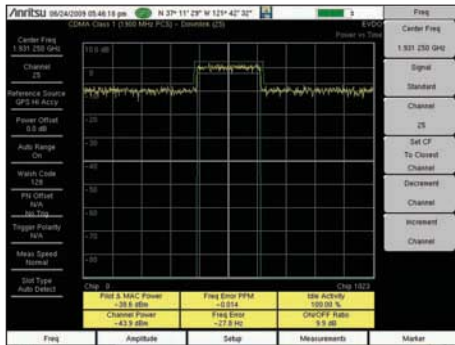 Anritsu 06/24/2009 05:46:18 pm N 37° 11' 29" W 121° 42' 32"
CDMA Class 1 (1900 MHz PCS) - Downlink (25) EVDO
Power vs Time
Center Freq
1.931 250 GHz
Channel
25
Reference Source
GPS Hi Accy
Power Offset
0.0 dB
Auto Range
On
Walsh Code
128
PN Offset
N/A
No Trig
Trigger Polarity
N/A
Meas Speed
Normal
Slot Type
Auto Detect
10.0 dB
0
-10
-20
-30
-40
-50
-60
-70
-80
Chip 0 Chip 1023
Pilot & MAC Power
-38.6 dBm
Freq Error PPM
-0.014
Idle Activity
100.00 %
Channel Power
-43.9 dBm
Freq Error
-27.8 Hz
ON/OFF Ratio
9.9 dB
Freq
Center Freq
1.931 250 GHz
Signal
Standard
Channel
25
Set CF
To Closest
Channel
Decrement
Channel
Increment
Channel
Freq Amplitude Setup Measurements Marker